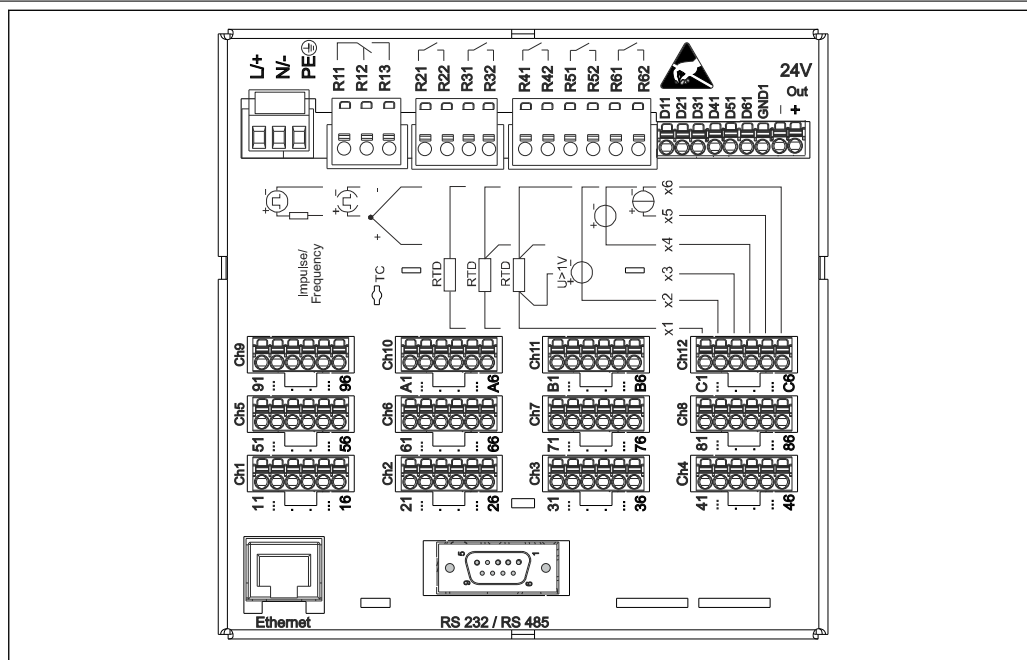 L/+ N/- PE
R11 R12 R13
R21 R22 R31 R32
R41 R42 R51 R52 R61 R62
24V
Out
D11 D21 D31 D41 D51 D61 GND1 - +
- + - + - +
Impulse/
Frequency
TC
RTD RTD RTD
U>1V
- + - + - +
x6
x5
x4
x3
x2
x1
Ch9 91 ... . . ... 96
Ch10 A1 ... . . ... A6
Ch11 B1 ... . . ... B6
Ch12 C1 ... . . ... C6
Ch5 51 ... . . ... 56
Ch6 61 ... . . ... 66
Ch7 71 ... . . ... 76
Ch8 81 ... . . ... 86
Ch1 11 ... . . ... 16
Ch2 21 ... . . ... 26
Ch3 31 ... . . ... 36
Ch4 41 ... . . ... 46
5 1
9 6
Ethernet
RS 232 / RS 485